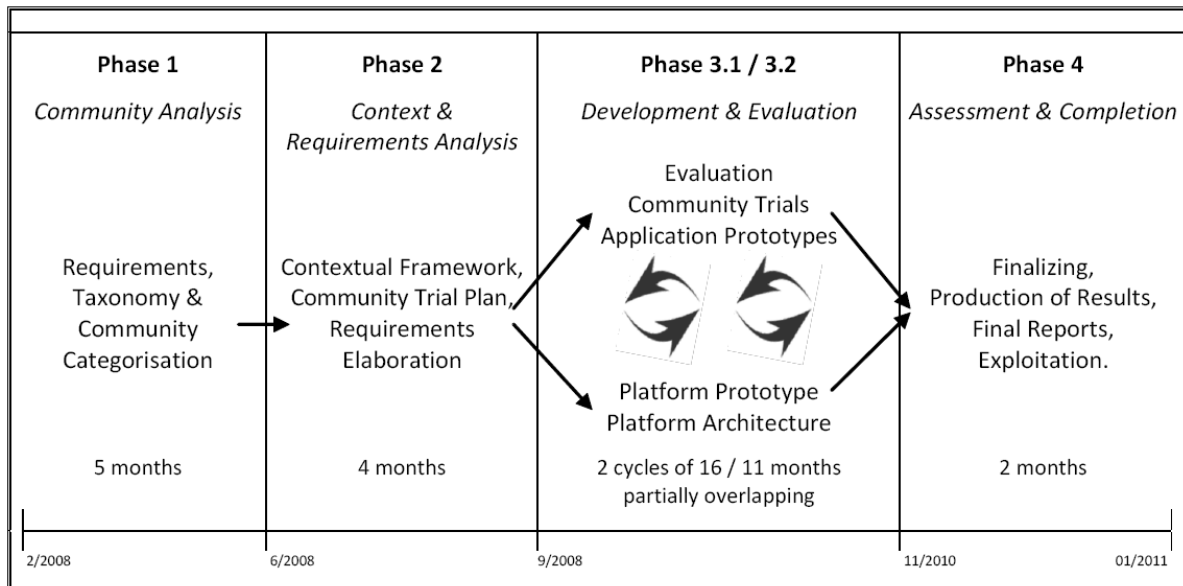 Phase 1
Community Analysis
Requirements,
Taxonomy &
Community
Categorisation
5 months
Phase 2
Context &
Requirements Analysis
Contextual Framework,
Community Trial Plan,
Requirements
Elaboration
4 months
Phase 3.1 / 3.2
Development & Evaluation
Evaluation
Community Trials
Application Prototypes
Platform Prototype
Platform Architecture
2 cycles of 16 / 11 months
partially overlapping
Phase 4
Assessment & Completion
Finalizing,
Production of Results,
Final Reports,
Exploitation.
2 months
2/2008
6/2008
9/2008
11/2010
01/2011